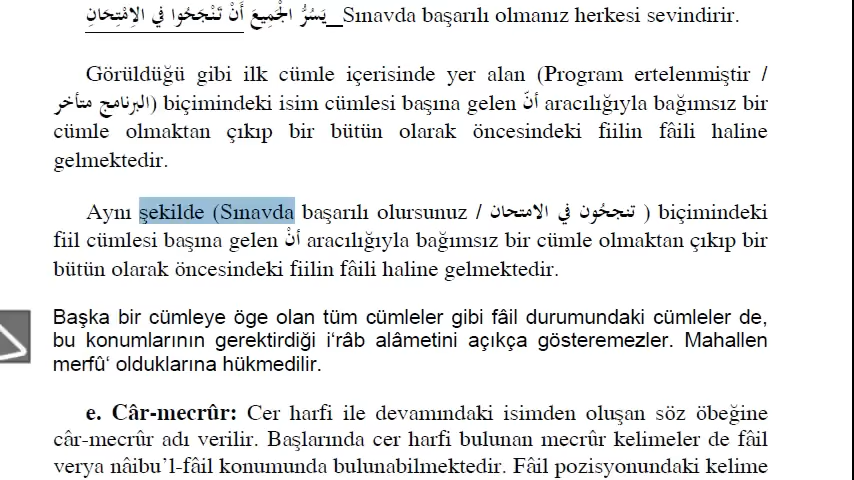 يَسُرُّ الْجَمِيعَ أَنْ تَنْجَحُوا فِي الِامْتِحَانِ_Sınavda başarılı olmanız herkesi sevindirir.
Görüldüğü gibi ilk cümle içerisinde yer alan (Program ertelenmiştir /
البرنامج متأخر) biçimindeki isim cümlesi başına gelen أنّ aracılığıyla bağımsız bir
cümle olmaktan çıkıp bir bütün olarak öncesindeki fiilin fâili haline
gelmektedir.
Aynı şekilde (Sınavda başarılı olursunuz / تنجحُون في الامتحان ) biçimindeki
fiil cümlesi başına gelen أنْ aracılığıyla bağımsız bir cümle olmaktan çıkıp bir
bütün olarak öncesindeki fiilin fâili haline gelmektedir.
Başka bir cümleye öge olan tüm cümleler gibi fâil durumundaki cümleler de,
bu konumlarının gerektirdiği i‘râb alâmetini açıkça gösteremezler. Mahallen
merfû‘ olduklarına hükmedilir.
e. Câr-mecrûr: Cer harfi ile devamındaki isimden oluşan söz öbeğine
câr-mecrûr adı verilir. Başlarında cer harfi bulunan mecrûr kelimeler de fâil
verya nâibu’l-fâil konumunda bulunabilmektedir. Fâil pozisyonundaki kelime